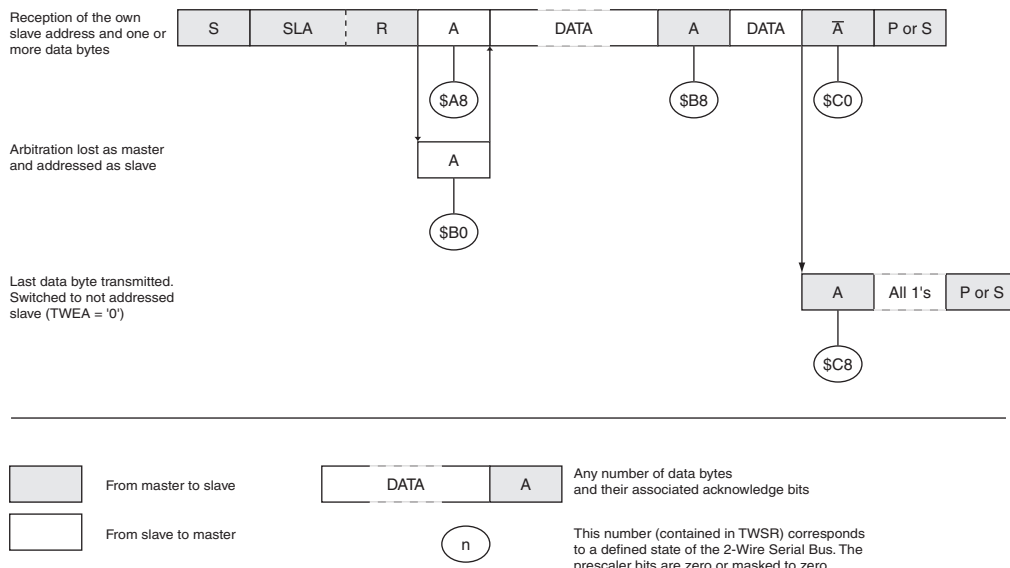 Reception of the own
slave address and one or
more data bytes
S SLA R A DATA A DATA A̅ P or S
$A8 $B8 $C0
Arbitration lost as master
and addressed as slave
A
$B0
Last data byte transmitted.
Switched to not addressed
slave (TWEA = '0')
A All 1's P or S
$C8
From master to slave
DATA A
Any number of data bytes
and their associated acknowledge bits
From slave to master
n
This number (contained in TWSR) corresponds
to a defined state of the 2-Wire Serial Bus. The
prescaler bits are zero or masked to zero